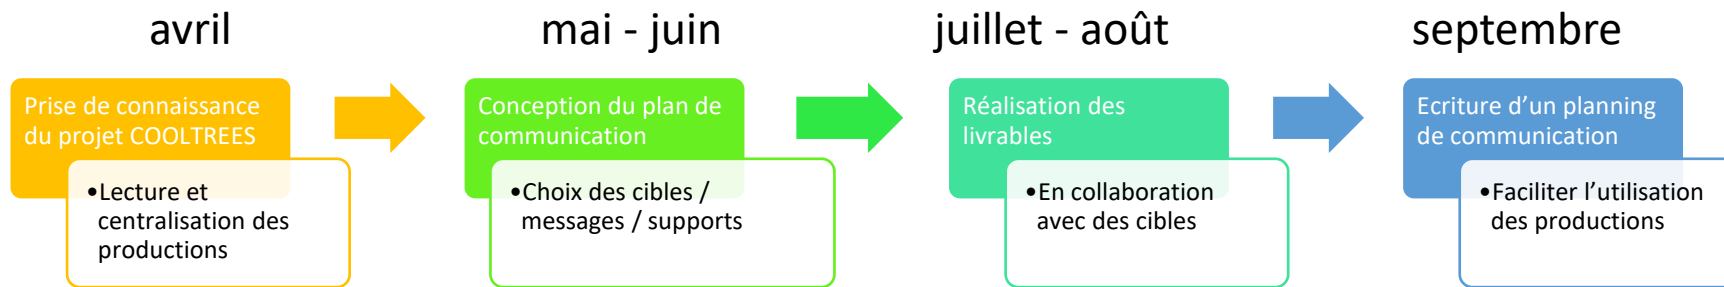 avril
mai - juin
juillet - août
septembre
Prise de connaissance
du projet COOLTREES
•Lecture et
centralisation des
productions
Conception du plan de
communication
•Choix des cibles /
messages / supports
Réalisation des
livrables
•En collaboration
avec des cibles
Ecriture d’un planning
de communication
•Faciliter l’utilisation
des productions